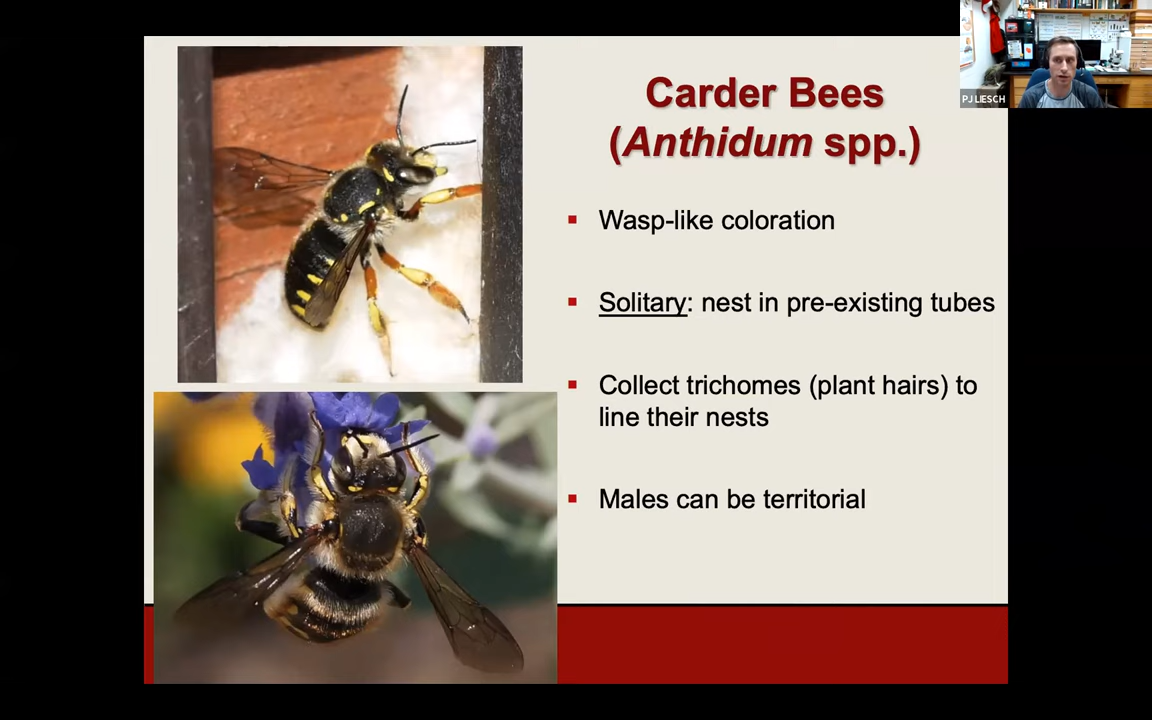 Carder Bees
(Anthidum spp.)
Wasp-like coloration
Solitary: nest in pre-existing tubes
Collect trichomes (plant hairs) to
line their nests
Males can be territorial
PJ LIESCH